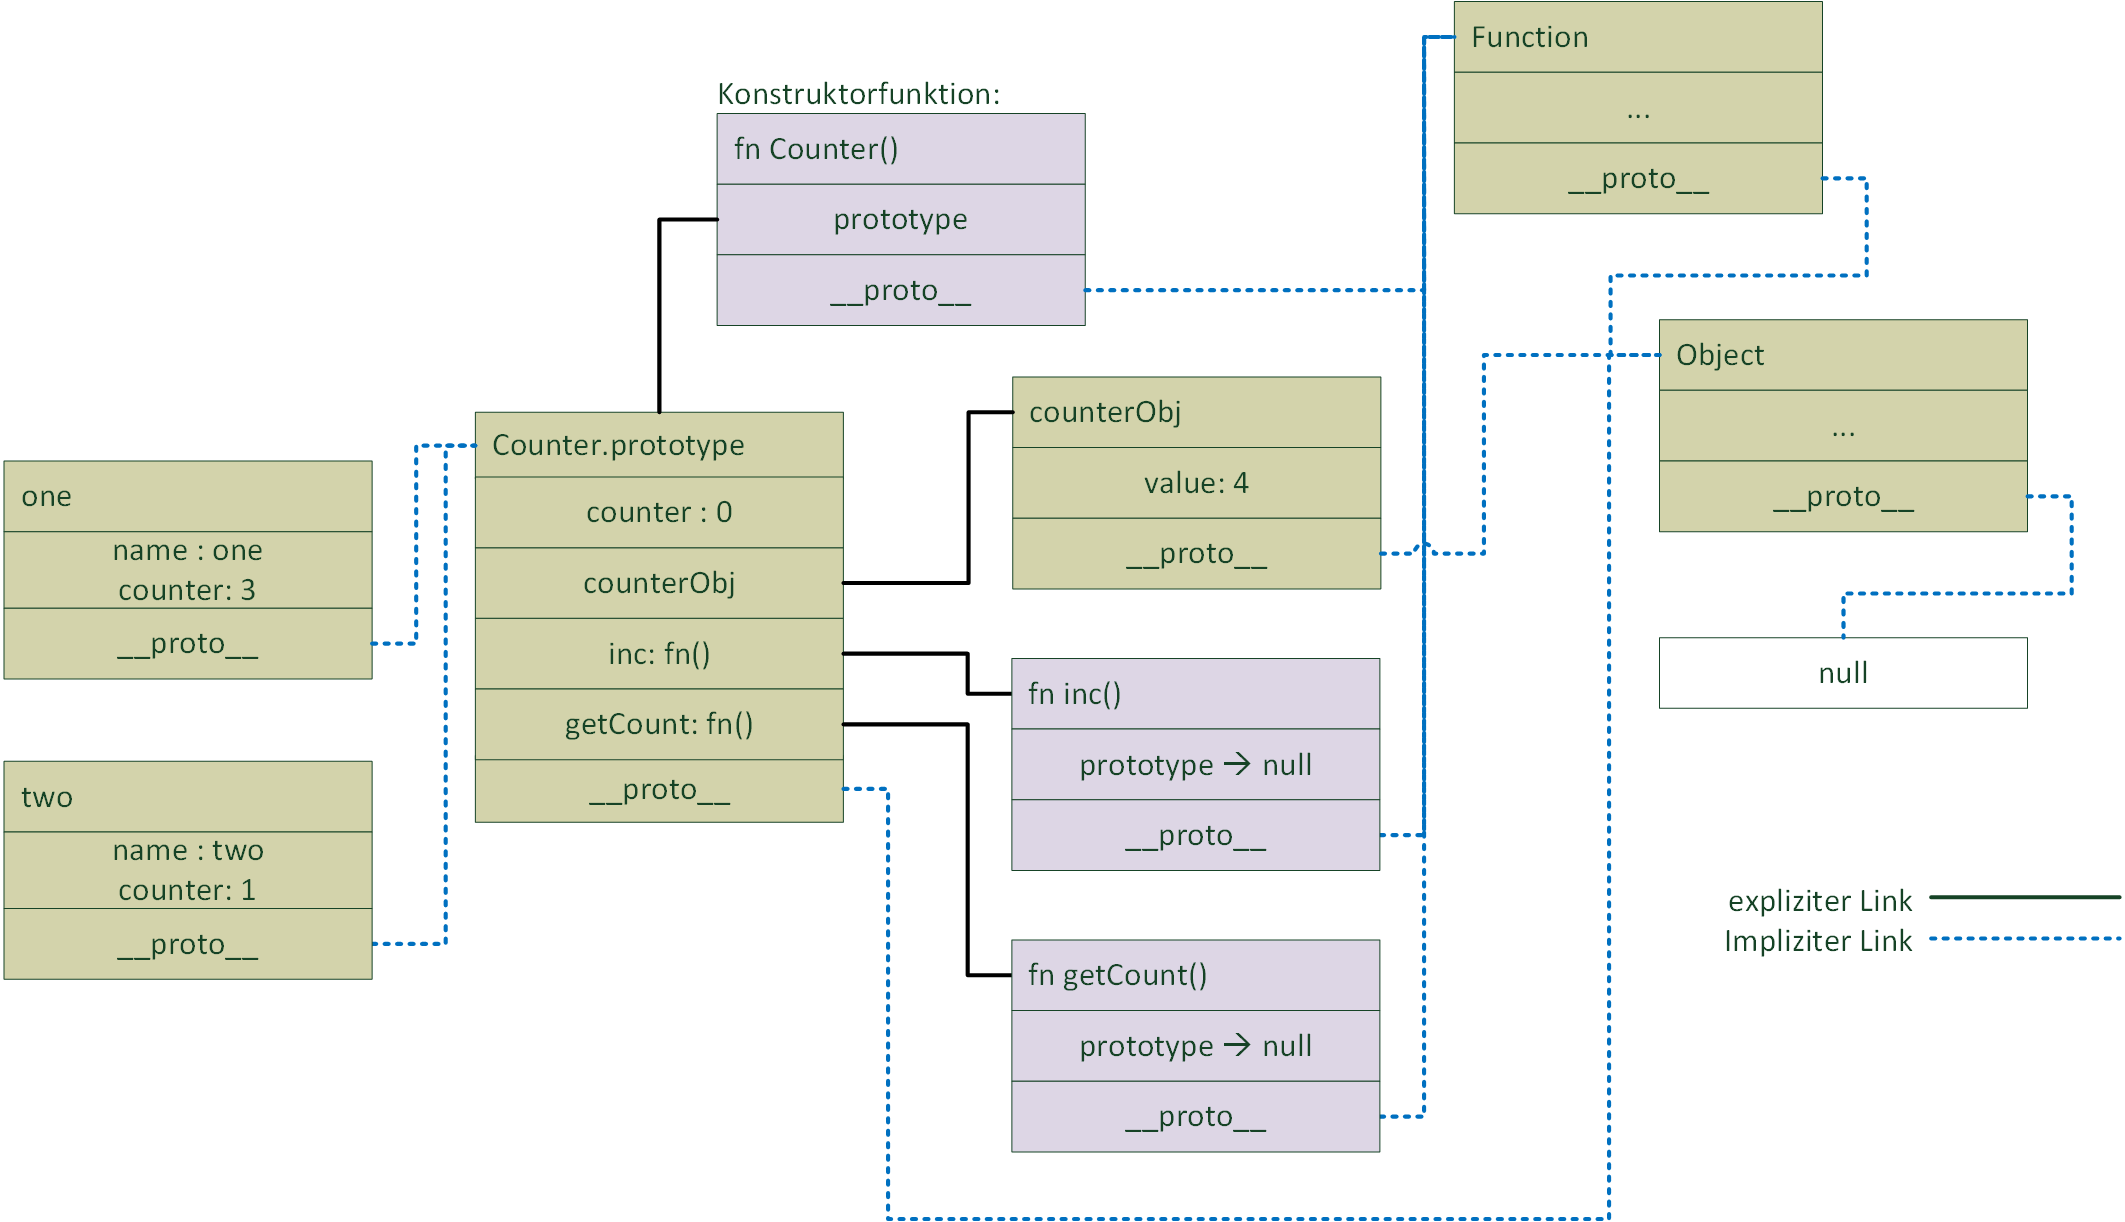 Function
...
__proto__
Konstruktorfunktion:
fn Counter()
prototype
__proto__
Object
...
__proto__
null
counterObj
value: 4
__proto__
Counter.prototype
counter : 0
counterObj
inc: fn()
getCount: fn()
__proto__
one
name : one
counter: 3
__proto__
two
name : two
counter: 1
__proto__
fn inc()
prototype → null
__proto__
fn getCount()
prototype → null
__proto__
expliziter Link
Impliziter Link